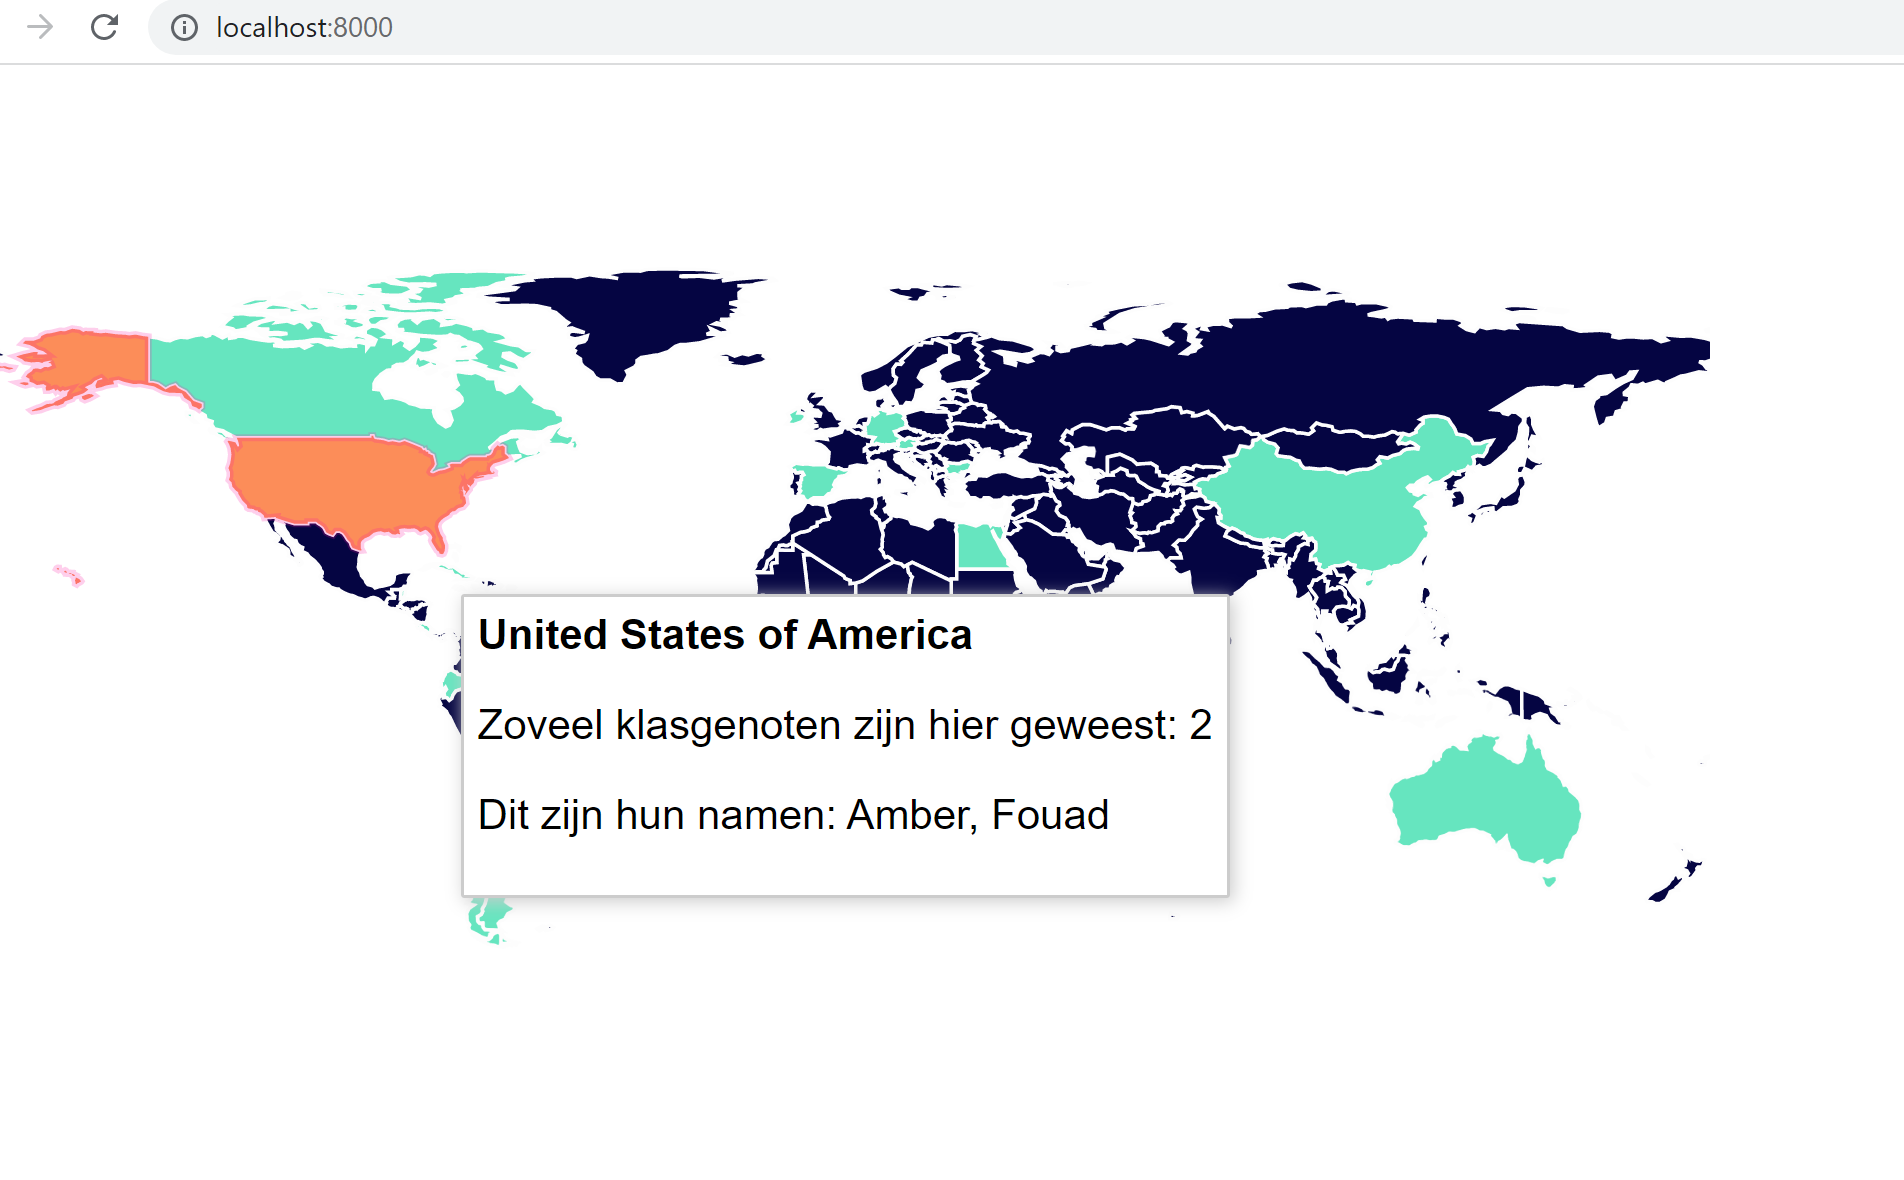 localhost:8000
United States of America
Zoveel klasgenoten zijn hier geweest: 2
Dit zijn hun namen: Amber, Fouad